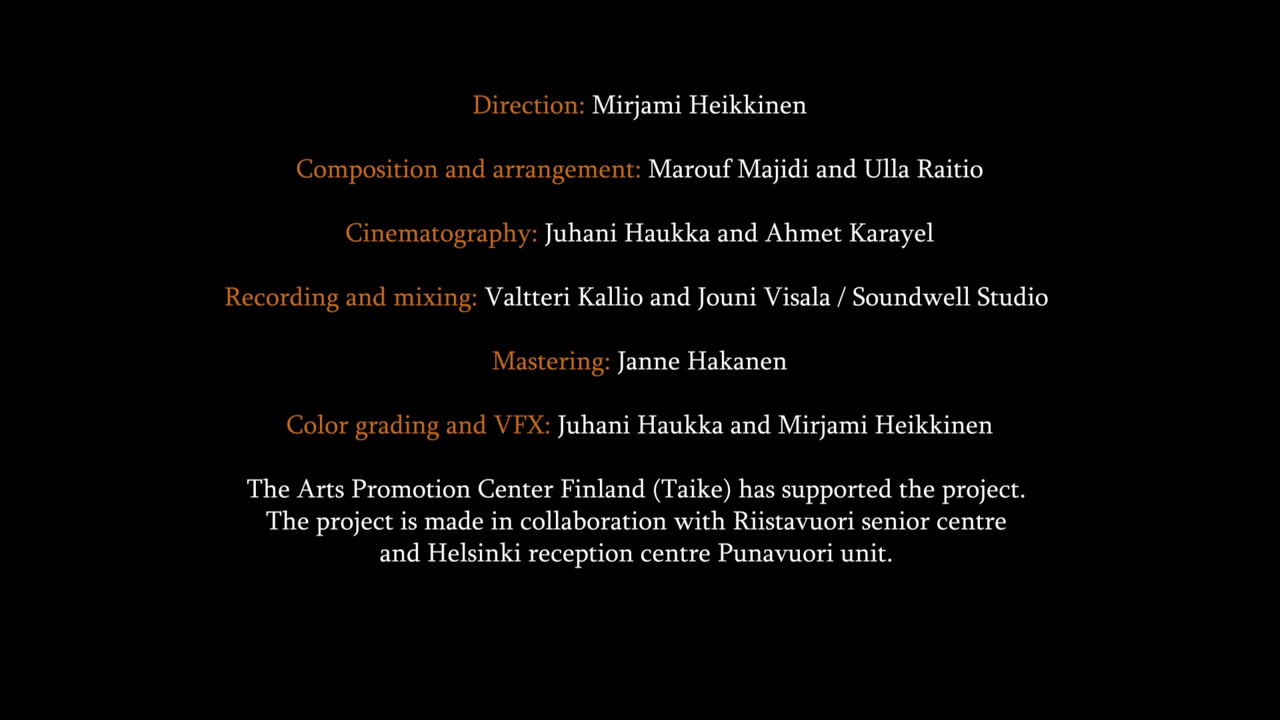 Direction: Mirjami Heikkinen
Composition and arrangement: Marouf Majidi and Ulla Raitio
Cinematography: Juhani Haukka and Ahmet Karayel
Recording and mixing: Valtteri Kallio and Jouni Visala / Soundwell Studio
Mastering: Janne Hakanen
Color grading and VFX: Juhani Haukka and Mirjami Heikkinen
The Arts Promotion Center Finland (Taike) has supported the project.
The project is made in collaboration with Riistavuori senior centre
and Helsinki reception centre Punavuori unit.